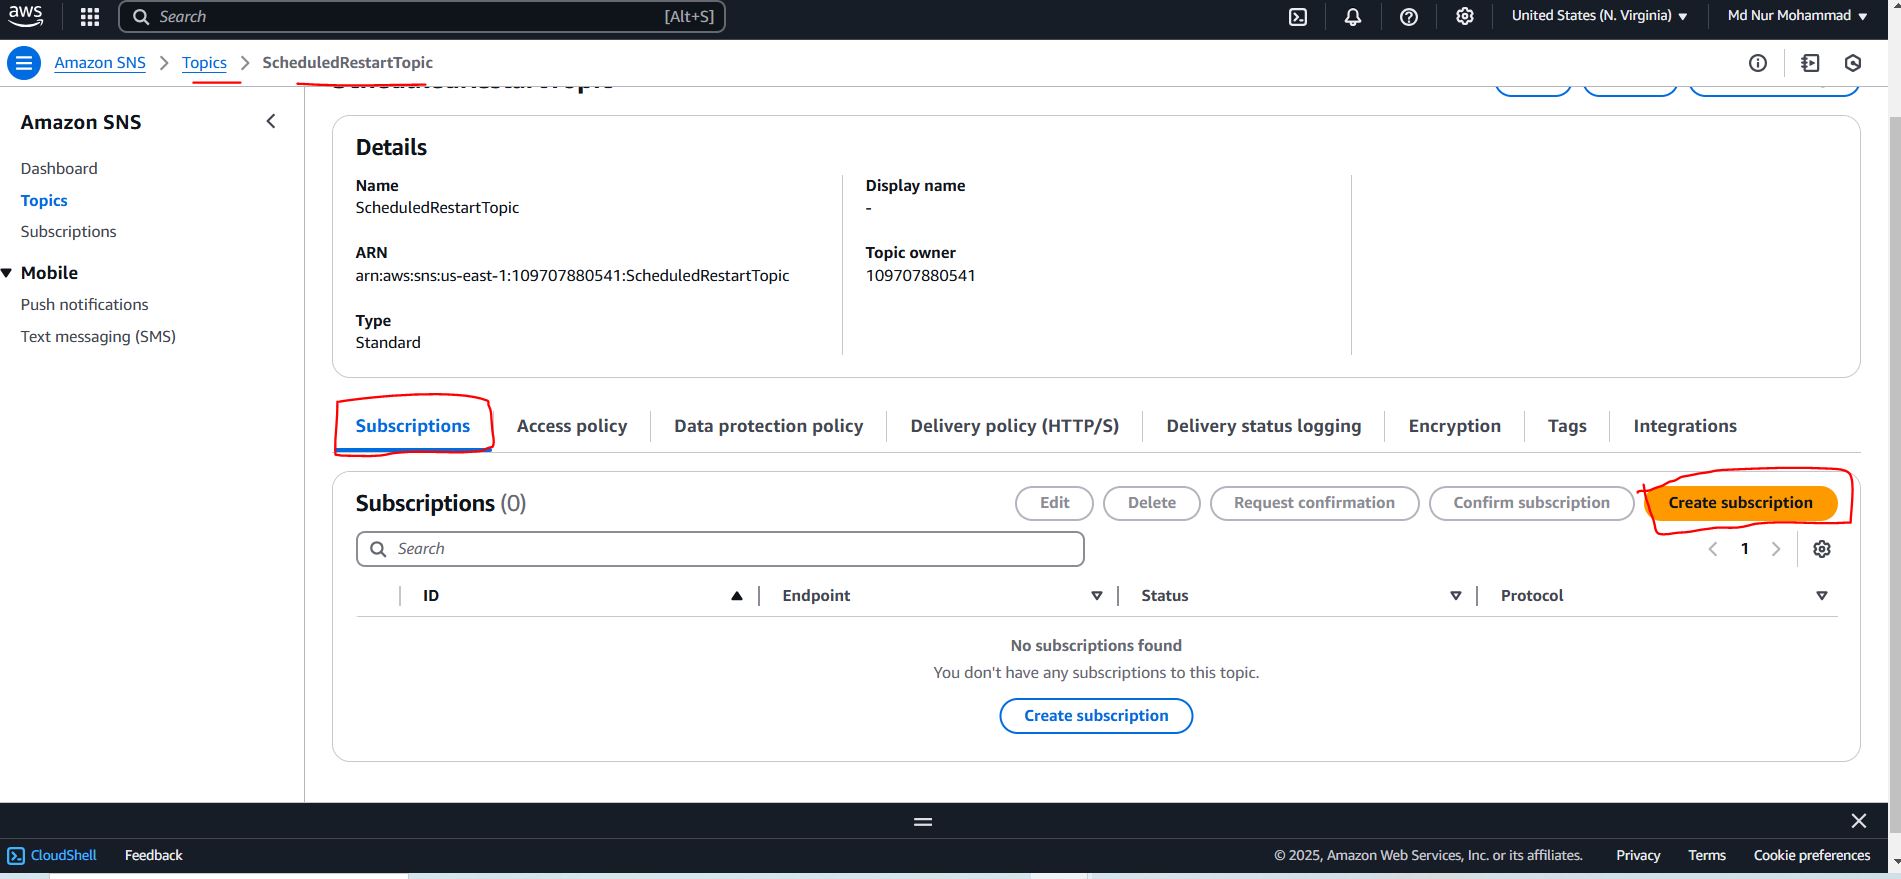 aws Search [Alt+S] United States (N. Virginia) Md Nur Mohammad
Amazon SNS Topics ScheduledRestartTopic
Amazon SNS
Dashboard
Topics
Subscriptions
Mobile
Push notifications
Text messaging (SMS)
Details
Name
ScheduledRestartTopic
ARN
arn:aws:sns:us-east-1:109707880541:ScheduledRestartTopic
Type
Standard
Display name
-
Topic owner
109707880541
Subscriptions Access policy Data protection policy Delivery policy (HTTP/S) Delivery status logging Encryption Tags Integrations
Subscriptions (0) Edit Delete Request confirmation Confirm subscription Create subscription
Search 1
ID Endpoint Status Protocol
No subscriptions found
You don't have any subscriptions to this topic.
Create subscription
CloudShell Feedback © 2025, Amazon Web Services, Inc. or its affiliates. Privacy Terms Cookie preferences